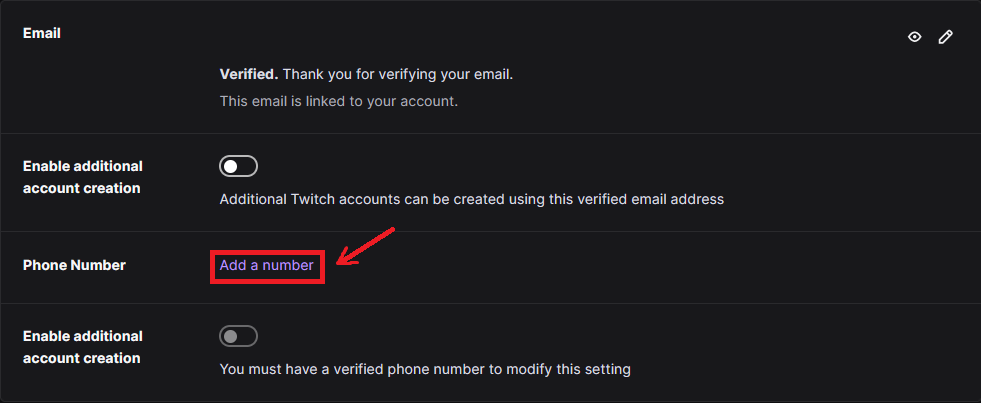 Email
Verified. Thank you for verifying your email.
This email is linked to your account.
Enable additional
account creation
Additional Twitch accounts can be created using this verified email address
Phone Number
Add a number
Enable additional
account creation
You must have a verified phone number to modify this setting